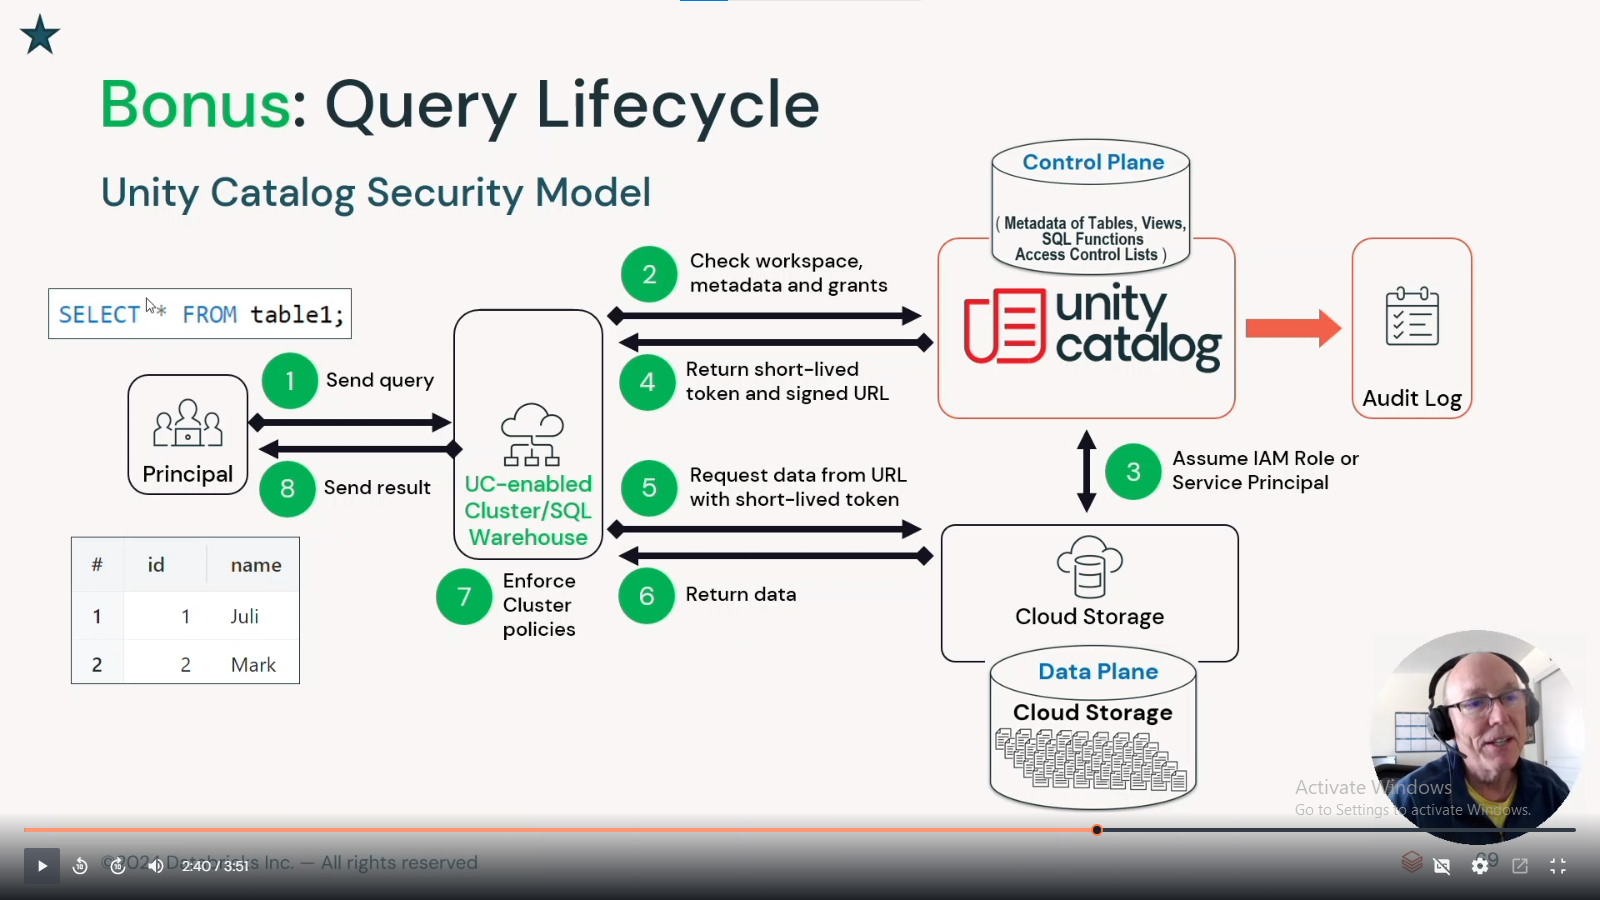 Bonus: Query Lifecycle
Unity Catalog Security Model
SELECT * FROM table1;
Principal
1
Send query
8
Send result
# id name
1 1 Juli
2 2 Mark
UC-enabled
Cluster/SQL
Warehouse
7
Enforce
Cluster
policies
2
Check workspace,
metadata and grants
4
Return short-lived
token and signed URL
5
Request data from URL
with short-lived token
6
Return data
Control Plane
( Metadata of Tables, Views,
SQL Functions
Access Control Lists )
unity
catalog
Audit Log
3
Assume IAM Role or
Service Principal
Cloud Storage
Data Plane
Cloud Storage
Activate Windows
Go to Settings to activate Windows.
10
10
2:40 / 3:51
©2024 Databricks Inc. — All rights reserved